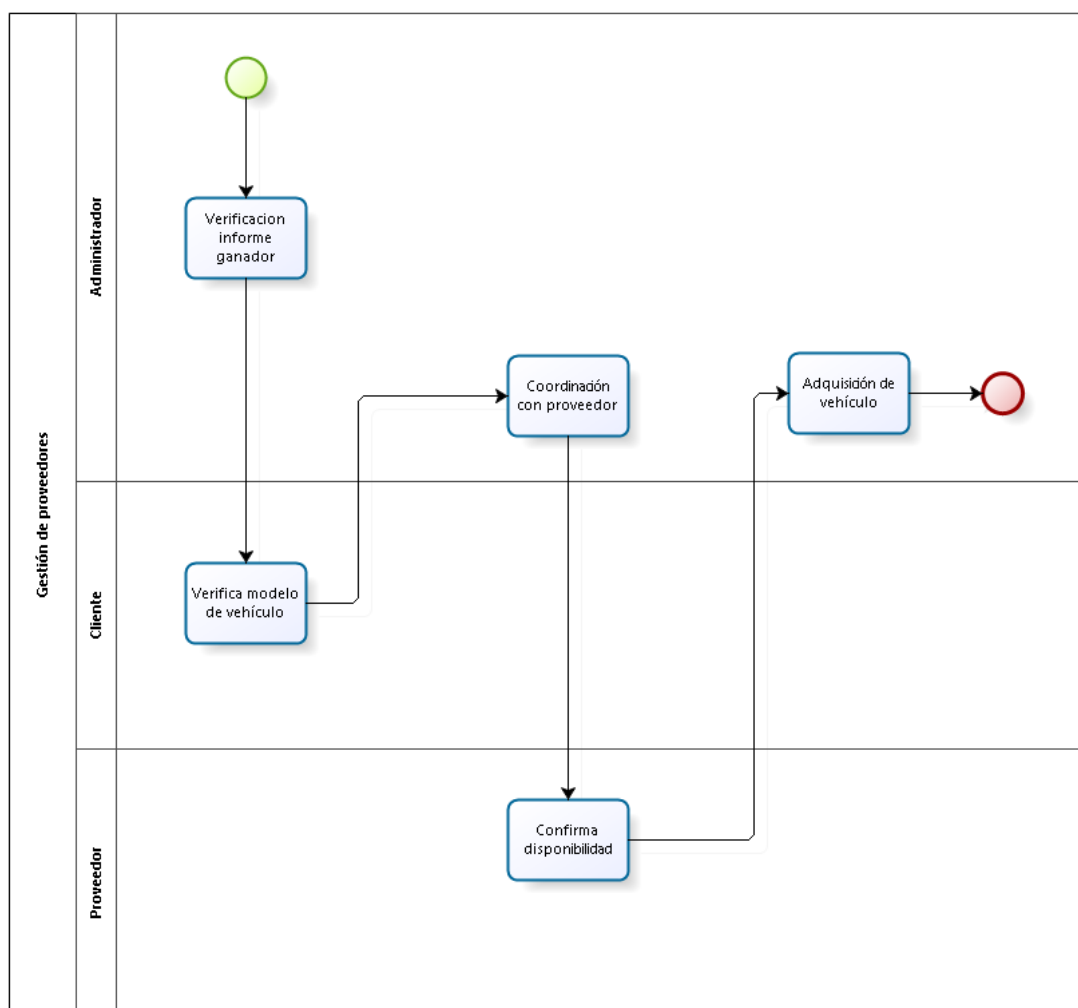 Gestión de proveedores
Administrador
Verificacion
informe
ganador
Coordinación
con proveedor
Adquisición de
vehículo
Cliente
Verifica modelo
de vehículo
Proveedor
Confirma
disponibilidad